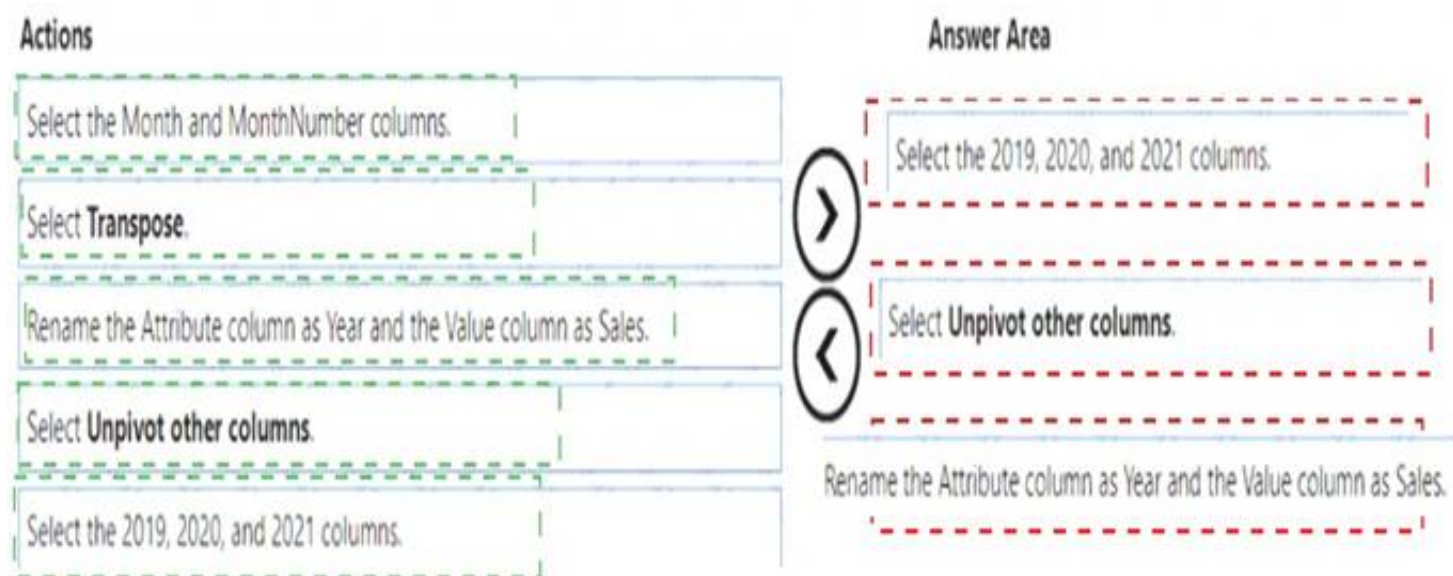 Actions
Select the Month and MonthNumber columns.
Select Transpose.
Rename the Attribute column as Year and the Value column as Sales.
Select Unpivot other columns.
Select the 2019, 2020, and 2021 columns.
Answer Area
Select the 2019, 2020, and 2021 columns.
Select Unpivot other columns.
Rename the Attribute column as Year and the Value column as Sales.